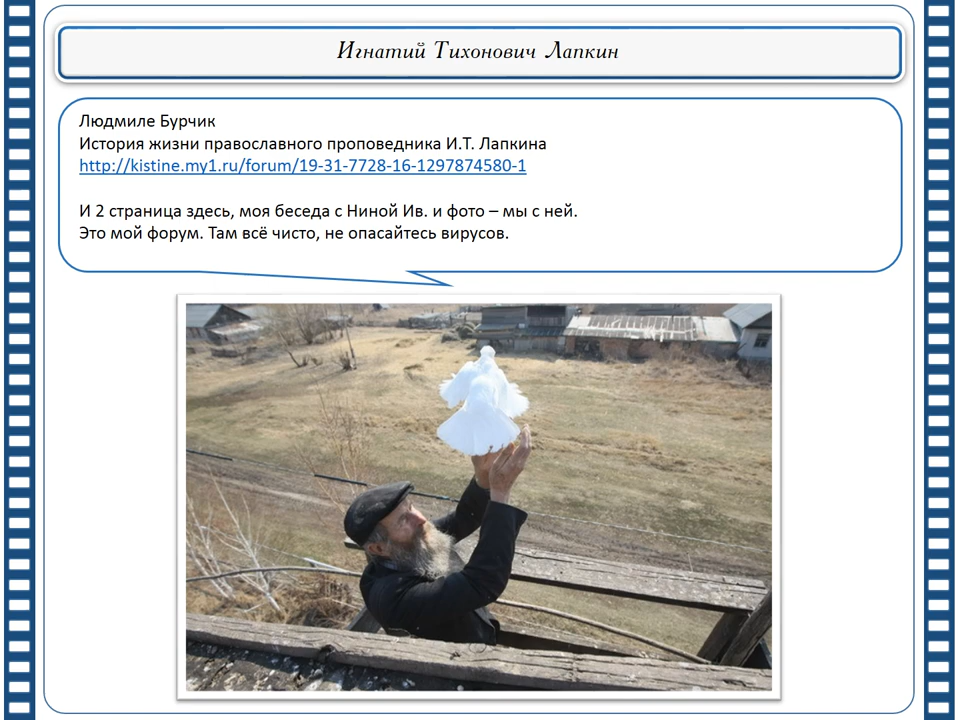 Игнатий Тихонович Лапкин
Людмиле Бурчик
История жизни православного проповедника И.Т. Лапкина
http://kistine.my1.ru/forum/19-31-7728-16-1297874580-1
И 2 страница здесь, моя беседа с Ниной Ив. и фото – мы с ней.
Это мой форум. Там всё чисто, не опасайтесь вирусов.